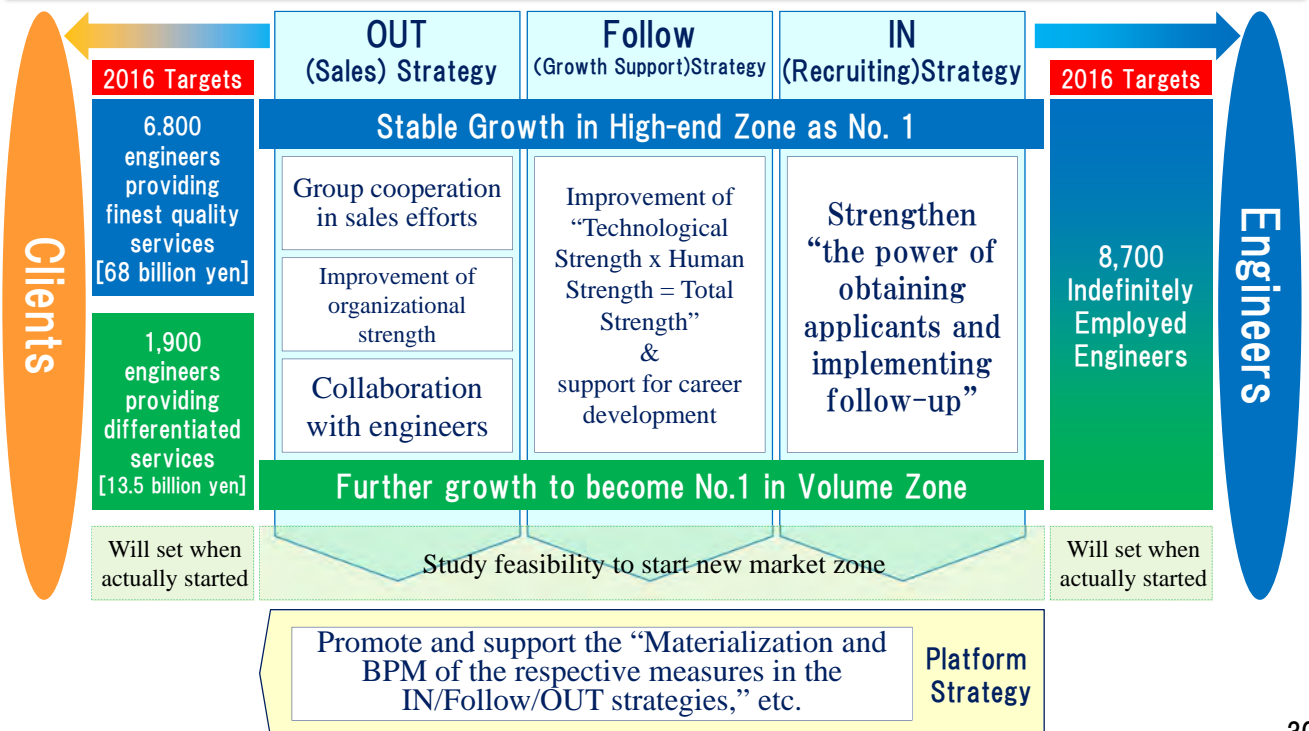 OUT
(Sales) Strategy
Follow
(Growth Support)Strategy
IN
(Recruiting)Strategy
2016 Targets
2016 Targets
Clients
Engineers
Stable Growth in High-end Zone as No. 1
6.800
engineers
providing
finest quality
services
[68 billion yen]
1,900
engineers
providing
differentiated
services
[13.5 billion yen]
Group cooperation
in sales efforts
Improvement of
organizational
strength
Collaboration
with engineers
Improvement of
“Technological
Strength x Human
Strength = Total
Strength”
&
support for career
development
Strengthen
“the power of
obtaining
applicants and
implementing
follow-up”
8,700
Indefinitely
Employed
Engineers
Further growth to become No.1 in Volume Zone
Will set when
actually started
Study feasibility to start new market zone
Will set when
actually started
Promote and support the “Materialization and
BPM of the respective measures in the
IN/Follow/OUT strategies,” etc.
Platform
Strategy